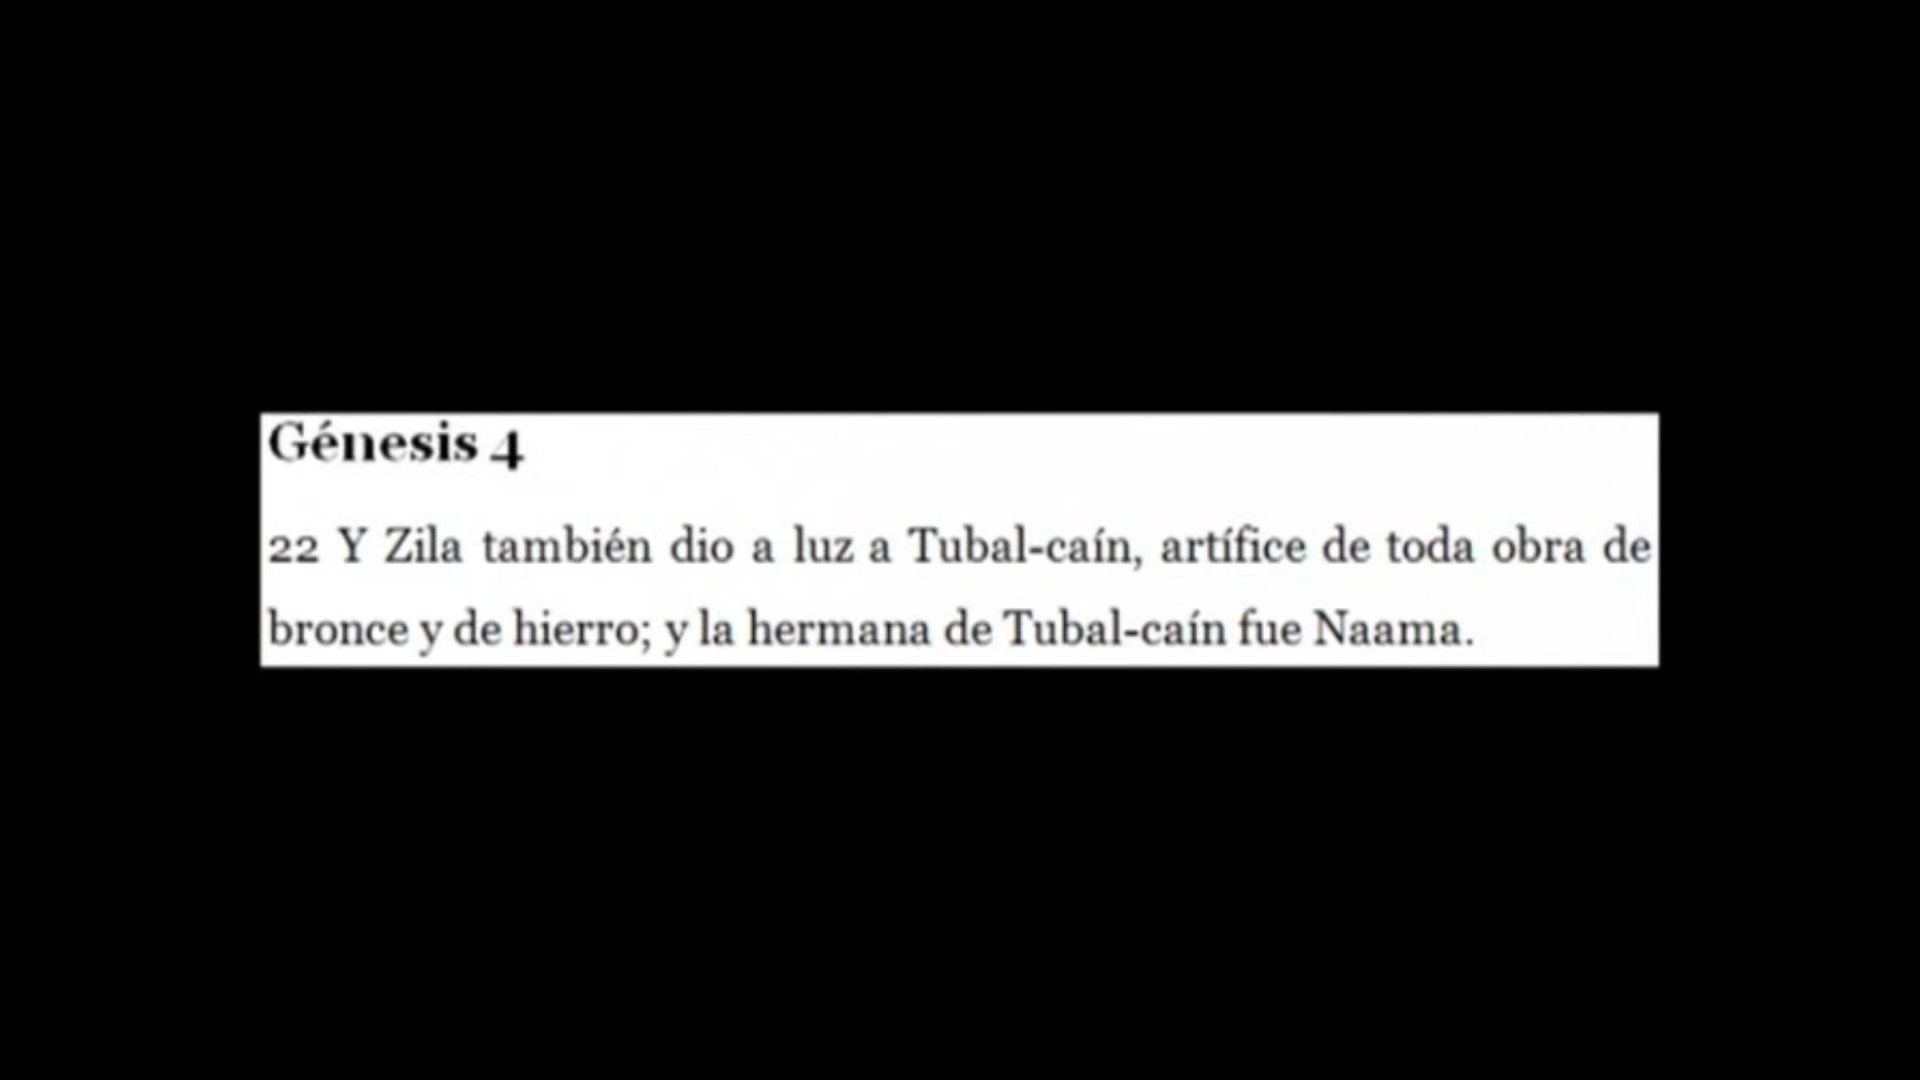 Génesis 4
22 Y Zila también dio a luz a Tubal-caín, artífice de toda obra de
bronce y de hierro; y la hermana de Tubal-caín fue Naama.